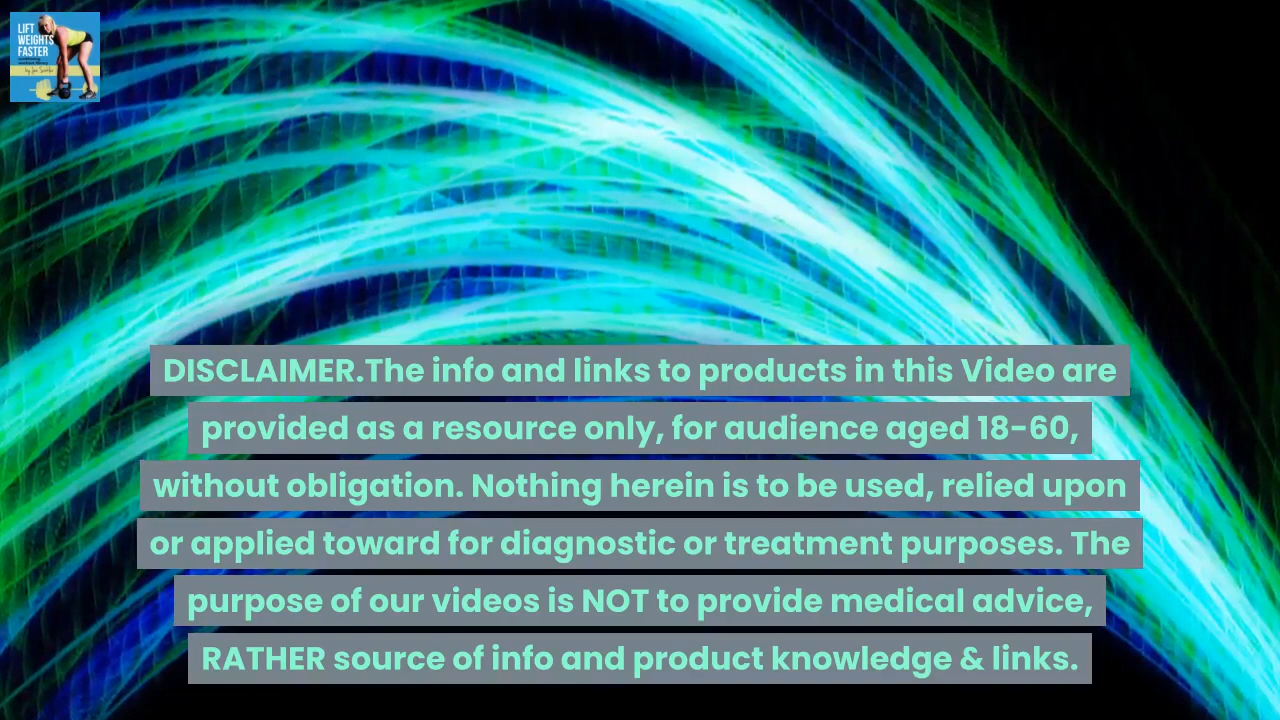 LIFT
WEIGHTS
FASTER
DISCLAIMER.The info and links to products in this Video are
provided as a resource only, for audience aged 18-60,
without obligation. Nothing herein is to be used, relied upon
or applied toward for diagnostic or treatment purposes. The
purpose of our videos is NOT to provide medical advice,
RATHER source of info and product knowledge & links.